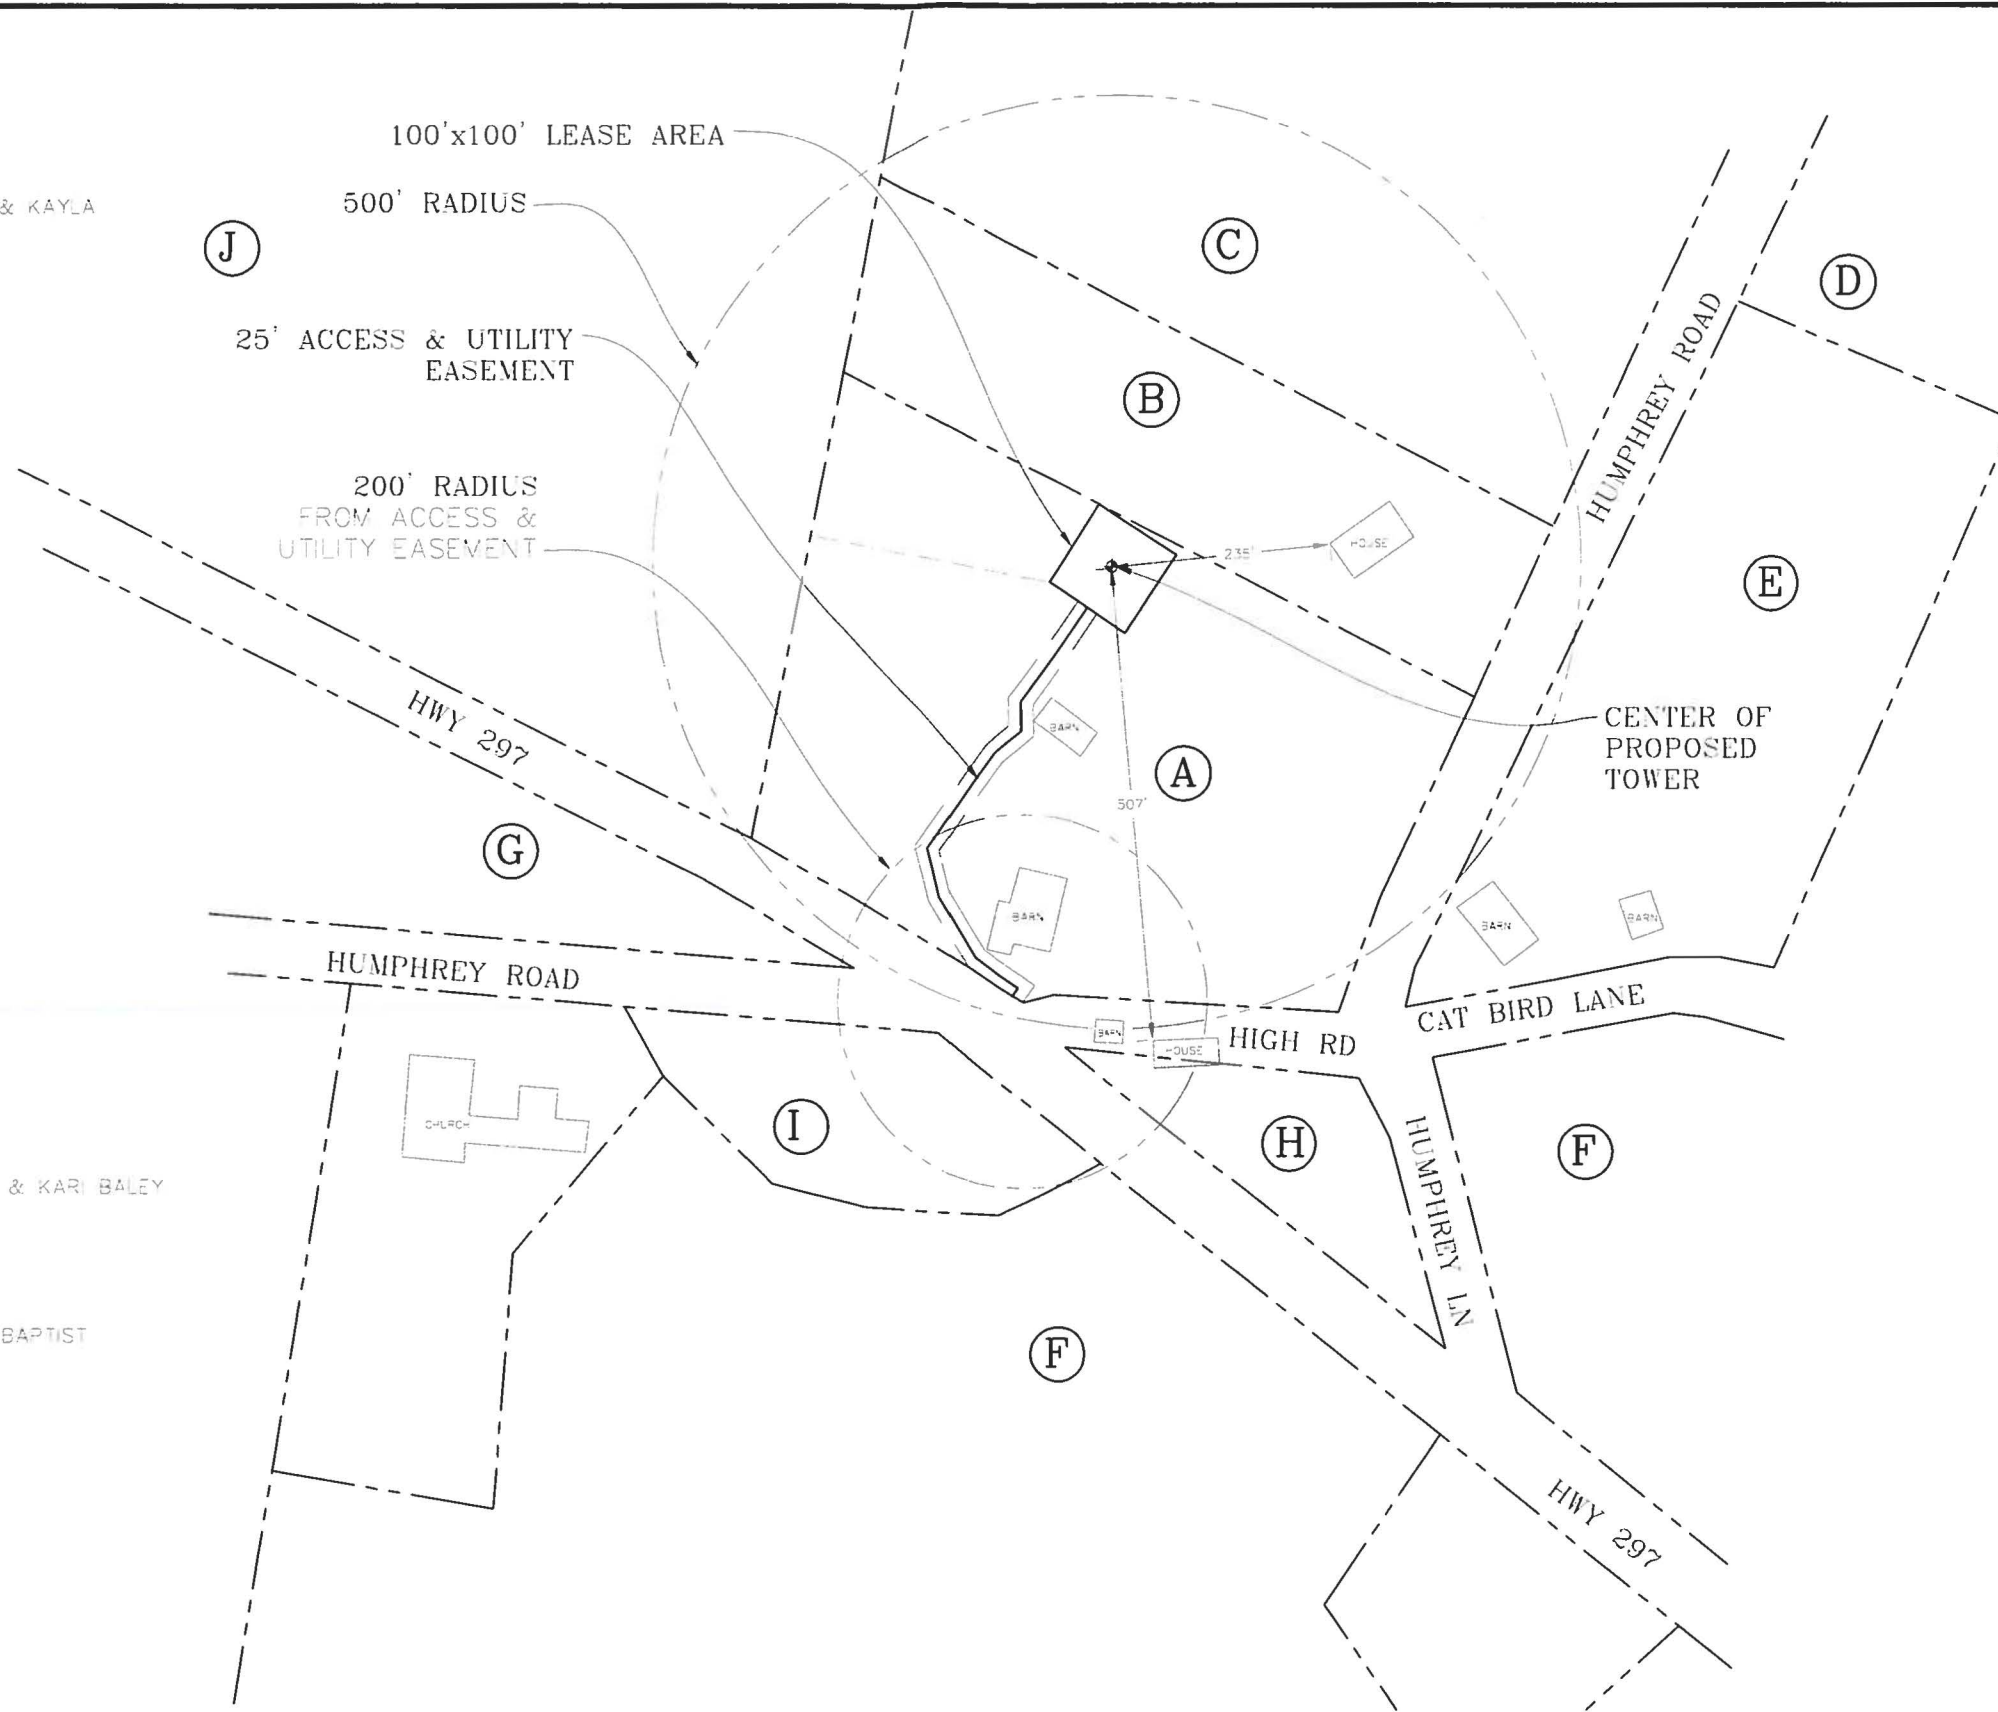 100'x100' LEASE AREA
& KAYLA
500' RADIUS
J
C
D
25' ACCESS & UTILITY
EASEMENT
HUMPHREY ROAD
B
200' RADIUS
FROM ACCESS &
UTILITY EASEMENT
235'
HOUSE
E
HWY 297
BARN
CENTER OF
PROPOSED
TOWER
A
507'
G
BARN
BARN
BARN
HUMPHREY ROAD
CAT BIRD LANE
BARN
HOUSE
HIGH RD
CHURCH
I
H
F
HUMPHREY LN
& KARI BALEY
BAPTIST
F
HWY 297